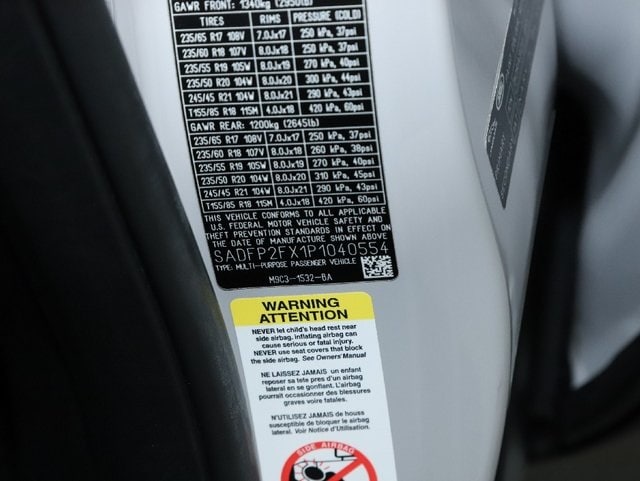 GAWR FRONT: 1340kg (2950lb)
TIRES RIMS PRESSURE (COLD)
235/65 R17 108V 7.0Jx17 250 kPa, 37psi
235/60 R18 107V 8.0Jx18 250 kPa, 37psi
235/55 R19 105W 8.0Jx19 270 kPa, 40psi
235/50 R20 104W 8.0Jx20 300 kPa, 44psi
245/45 R21 104W 8.0Jx21 290 kPa, 43psi
T155/85 R18 115M 4.0Jx18 420 kPa, 60psi
GAWR REAR: 1200kg (2645lb)
235/65 R17 108V 7.0Jx17 250 kPa, 37psi
235/60 R18 107V 8.0Jx18 260 kPa, 38psi
235/55 R19 105W 8.0Jx19 270 kPa, 40psi
235/50 R20 104W 8.0Jx20 310 kPa, 45psi
245/45 R21 104W 8.0Jx21 290 kPa, 43psi
T155/85 R18 115M 4.0Jx18 420 kPa, 60psi
THIS VEHICLE CONFORMS TO ALL APPLICABLE
U.S. FEDERAL MOTOR VEHICLE SAFETY AND
THEFT PREVENTION STANDARDS IN EFFECT ON
THE DATE OF MANUFACTURE SHOWN ABOVE
SADFP2FX1P1040554
TYPE: MULTI-PURPOSE PASSENGER VEHICLE
M9C3-1532-BA
WARNING
ATTENTION
NEVER let child's head rest near
side airbag. Inflating airbag can
cause serious or fatal injury.
NEVER use seat covers that block
the side airbag. See Owners' Manual
NE LAISSEZ JAMAIS un enfant
reposer sa tete pres d'un airbag
lateral en se gonflant. L'airbag
pourrait occasionner des blessures
graves voire fatales.
N'UTILISEZ JAMAIS de houss
susceptible de bloquer le airbag
lateral. Voir Notice d'Utilisation.
SIDE AIRBAG